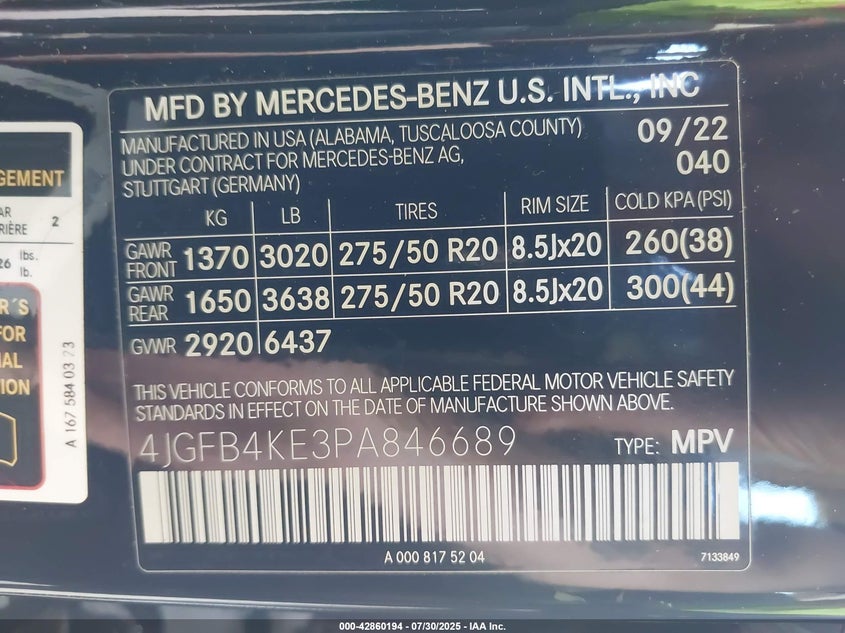 MFD BY MERCEDES-BENZ U.S. INTL., INC
MANUFACTURED IN USA (ALABAMA, TUSCALOOSA COUNTY)
UNDER CONTRACT FOR MERCEDES-BENZ AG,
STUTTGART (GERMANY)
09/22
040
KG LB TIRES RIM SIZE COLD KPA (PSI)
GAWR FRONT 1370 3020 275/50 R20 8.5Jx20 260(38)
GAWR REAR 1650 3638 275/50 R20 8.5Jx20 300(44)
GVWR 2920 6437
THIS VEHICLE CONFORMS TO ALL APPLICABLE FEDERAL MOTOR VEHICLE SAFETY
STANDARDS IN EFFECT ON THE DATE OF MANUFACTURE SHOWN ABOVE.
4JGFB4KE3PA846689 TYPE: MPV
A 000 817 52 04 7133849
2
lbs.
lb.
FOR
A 167 584 03 23
000-42860194 - 07/30/2025 - IAA Inc.